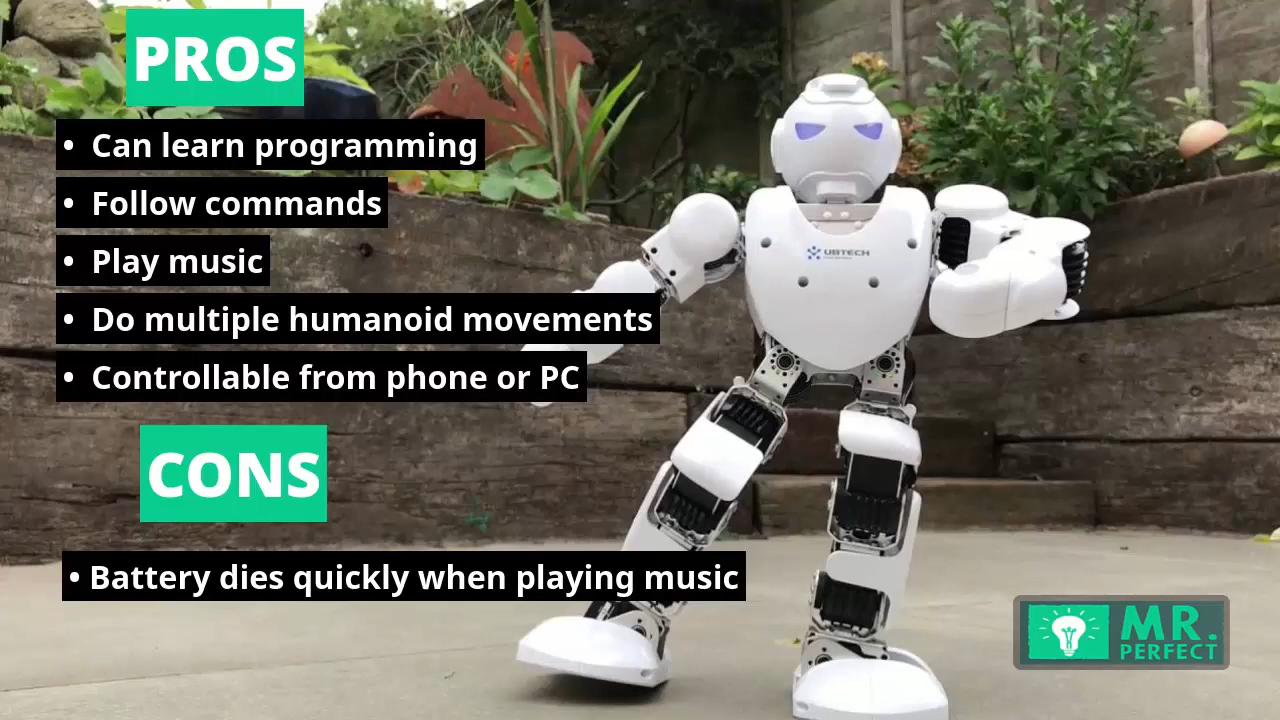 PROS
• Can learn programming
• Follow commands
• Play music
• Do multiple humanoid movements
• Controllable from phone or PC
UBTECH
CONS
• Battery dies quickly when playing music
MR.
PERFECT